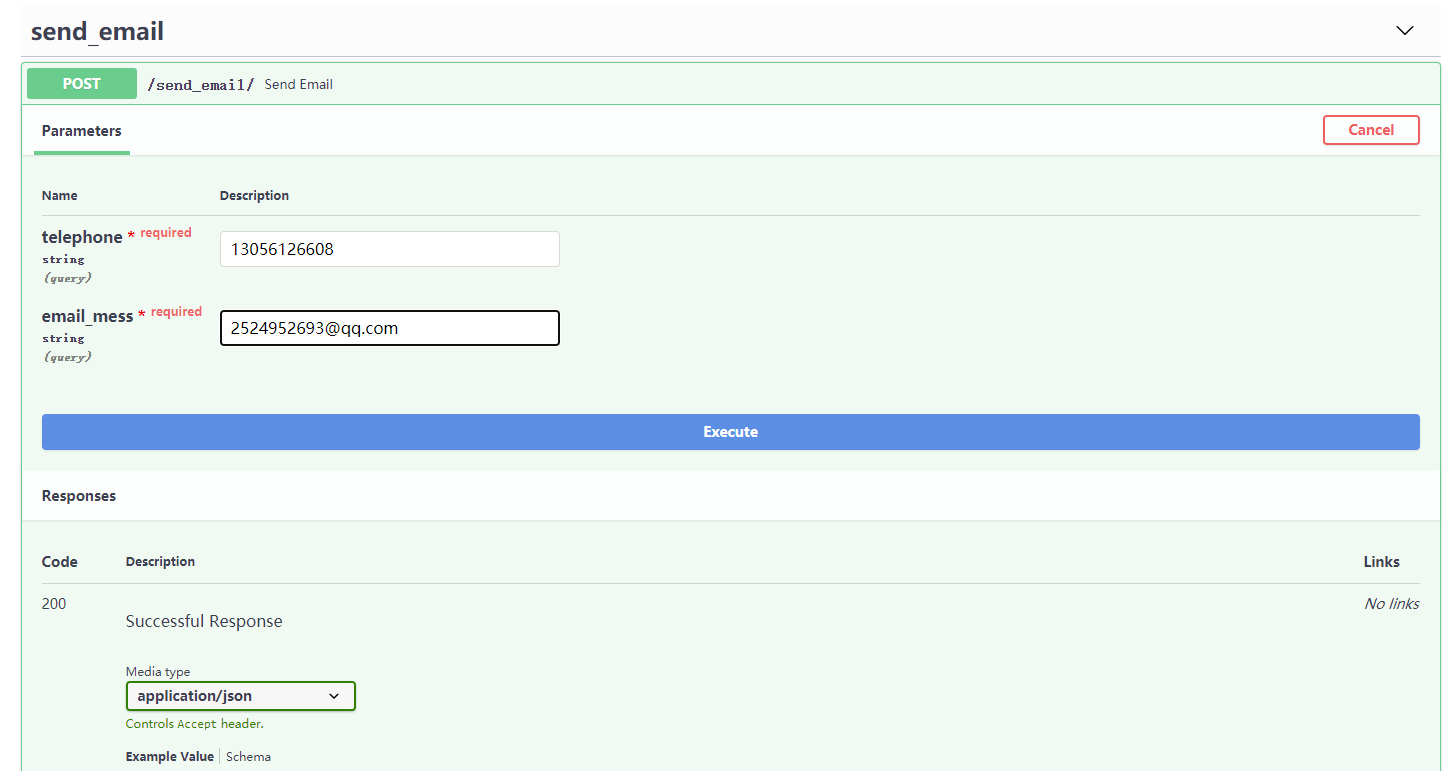 send_email
POST /send_email/ Send Email
Parameters Cancel
Name Description
telephone * required
string
(query)
13056126608
email_mess * required
string
(query)
2524952693@qq.com
Execute
Responses
Code Description Links
200 No links
Successful Response
Media type
application/json
Controls Accept header.
Example Value Schema